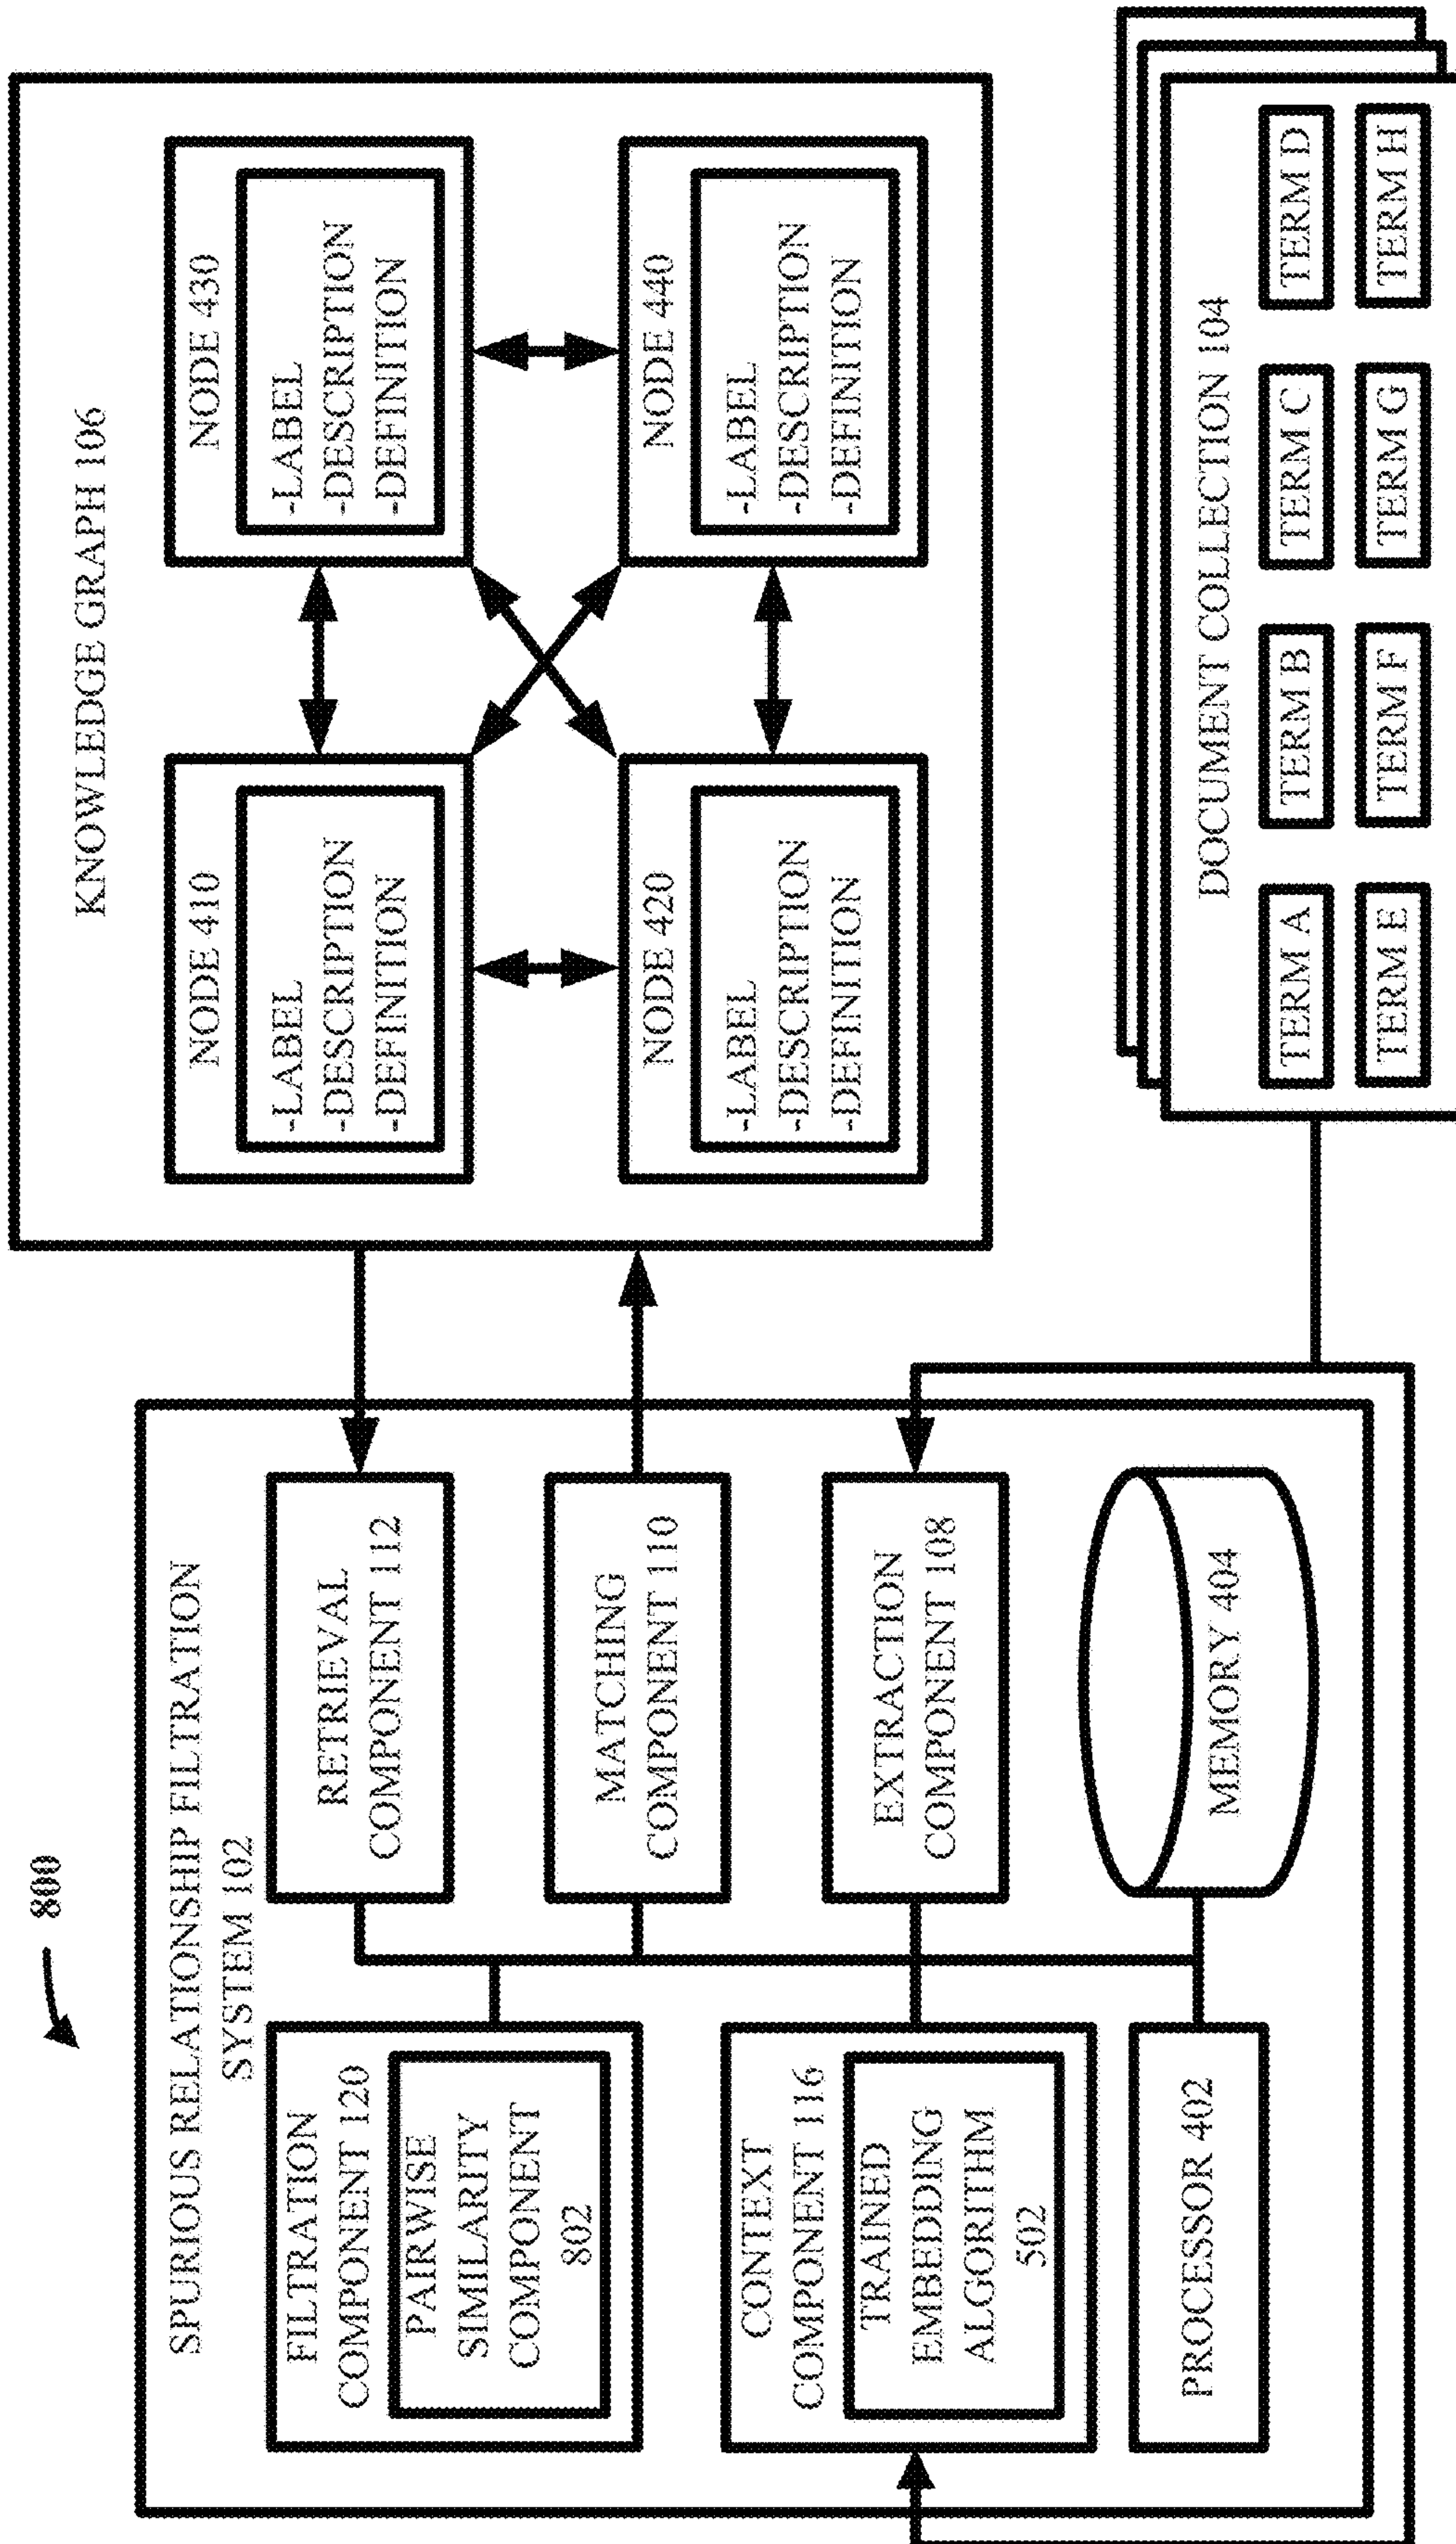 800
SPURIOUS RELATIONSHIP FILTRATION
SYSTEM 102
FILTRATION
COMPONENT 120
PAIRWISE
SIMILARITY
COMPONENT
802
CONTEXT
COMPONENT 116
TRAINED
EMBEDDING
ALGORITHM
502
PROCESSOR 402
RETRIEVAL
COMPONENT 112
MATCHING
COMPONENT 110
EXTRACTION
COMPONENT 108
MEMORY 404
KNOWLEDGE GRAPH 106
NODE 410
-LABEL
-DESCRIPTION
-DEFINITION
NODE 430
-LABEL
-DESCRIPTION
-DEFINITION
NODE 420
-LABEL
-DESCRIPTION
-DEFINITION
NODE 440
-LABEL
-DESCRIPTION
-DEFINITION
DOCUMENT COLLECTION 104
TERM A
TERM B
TERM C
TERM D
TERM E
TERM F
TERM G
TERM H